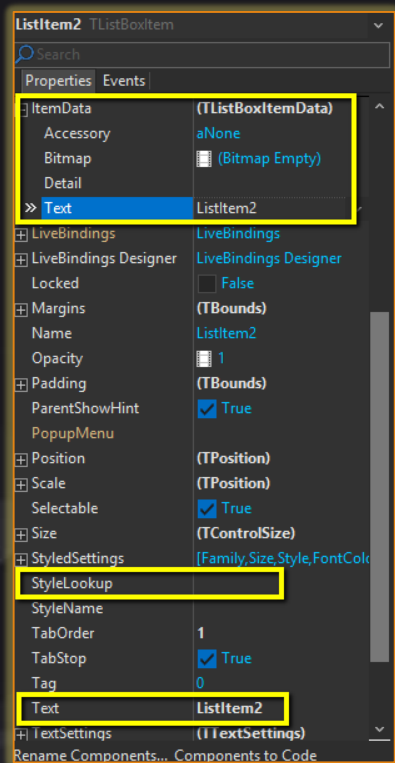 ListItem2 TListBoxItem
Search
Properties Events
ItemData (TListBoxItemData)
Accessory aNone
Bitmap (Bitmap Empty)
Detail
» Text ListItem2
LiveBindings LiveBindings
LiveBindings Designer LiveBindings Designer
Locked False
Margins (TBounds)
Name ListItem2
Opacity 1
Padding (TBounds)
ParentShowHint True
PopupMenu
Position (TPosition)
Scale (TPosition)
Selectable True
Size (TControlSize)
StyledSettings [Family,Size,Style,FontColo
StyleLookup
StyleName
TabOrder 1
TabStop True
Tag 0
Text ListItem2
TextSettings (TTextSettings)
Rename Components... Components to Code